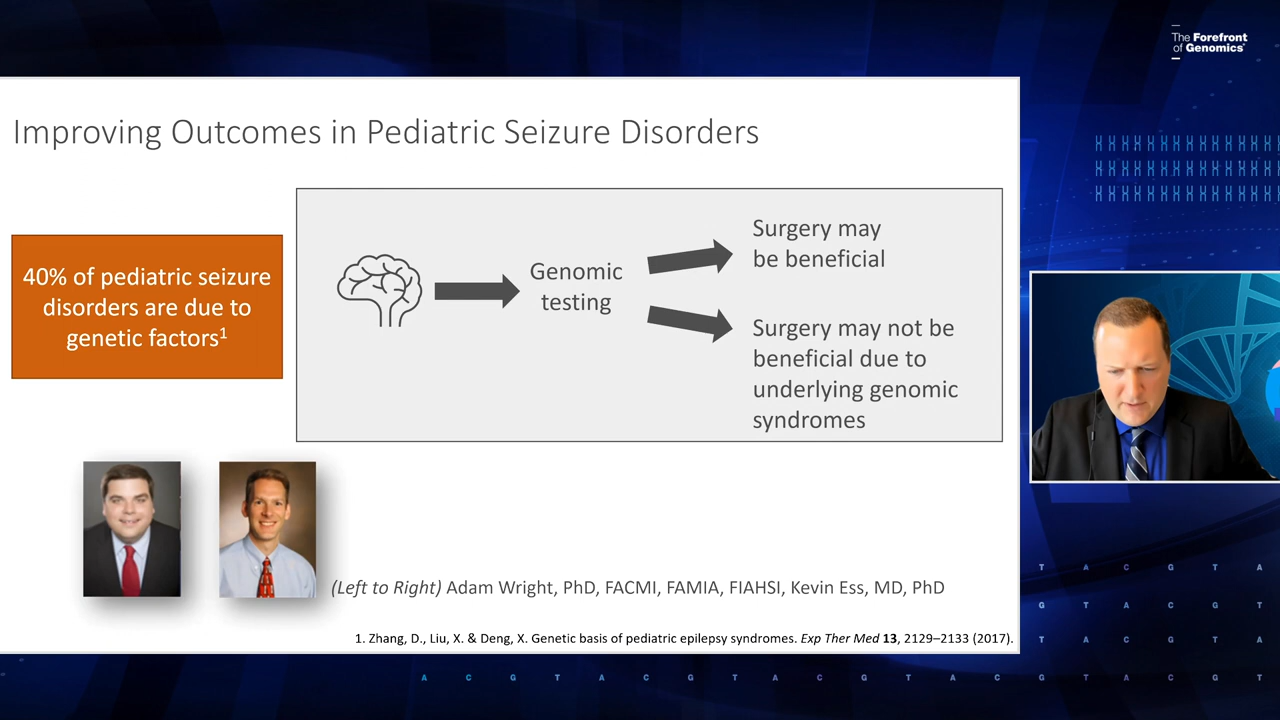 The Forefront
of Genomics®
Improving Outcomes in Pediatric Seizure Disorders
40% of pediatric seizure
disorders are due to
genetic factors¹
Genomic
testing
Surgery may
be beneficial
Surgery may not be
beneficial due to
underlying genomic
syndromes
(Left to Right) Adam Wright, PhD, FACMI, FAMIA, FIAHSI, Kevin Ess, MD, PhD
1. Zhang, D., Liu, X. & Deng, X. Genetic basis of pediatric epilepsy syndromes. Exp Ther Med 13, 2129–2133 (2017).
T A C G T A
G T A C G T
T A C G T A
A C G T A C G T A C G T A C G T A C G T